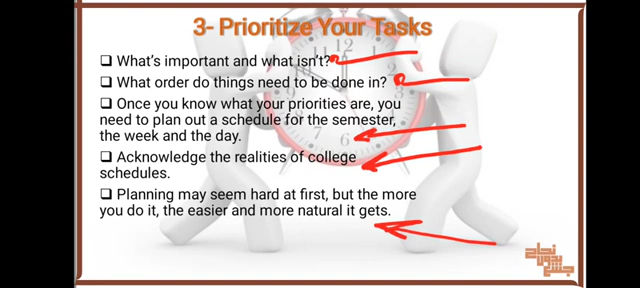 3- Prioritize Your Tasks
❑ What's important and what isn't?
❑ What order do things need to be done in?
❑ Once you know what your priorities are, you
need to plan out a schedule for the semester,
the week and the day.
❑ Acknowledge the realities of college
schedules.
❑ Planning may seem hard at first, but the more
you do it, the easier and more natural it gets.